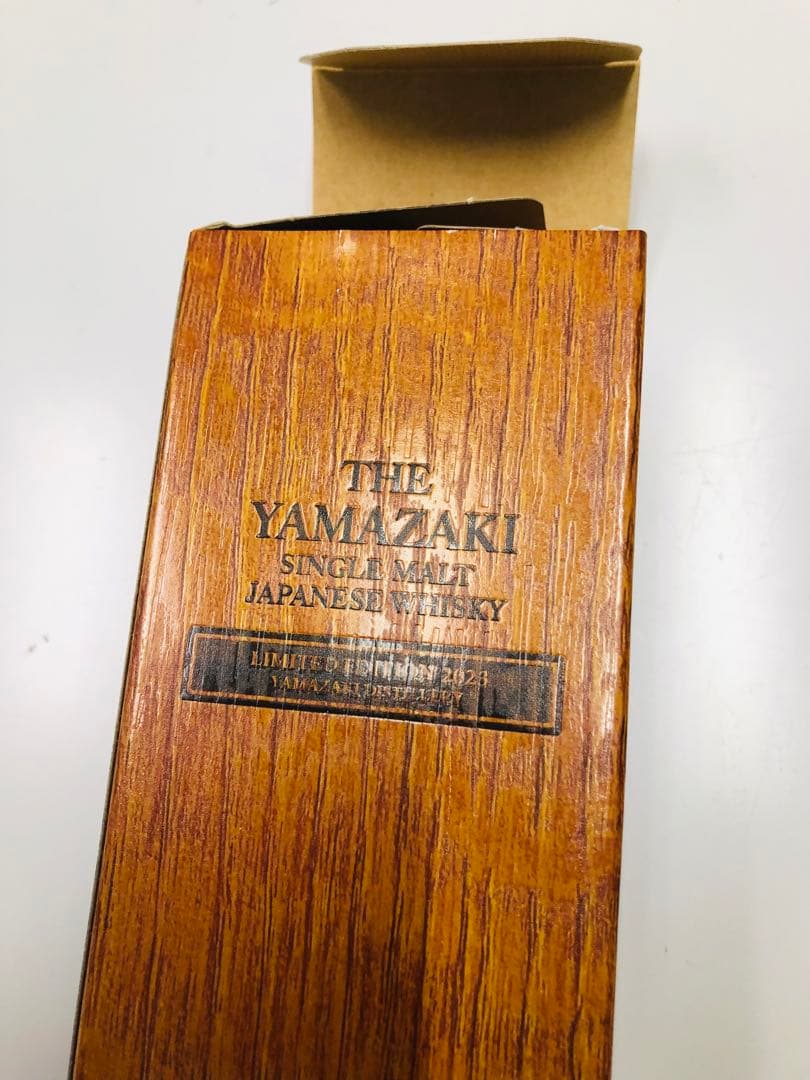 THE
YAMAZAKI
SINGLE MALT
JAPANESE WHISKY
LIMITED EDITION 2023
YAMAZAKI DISTILLERY